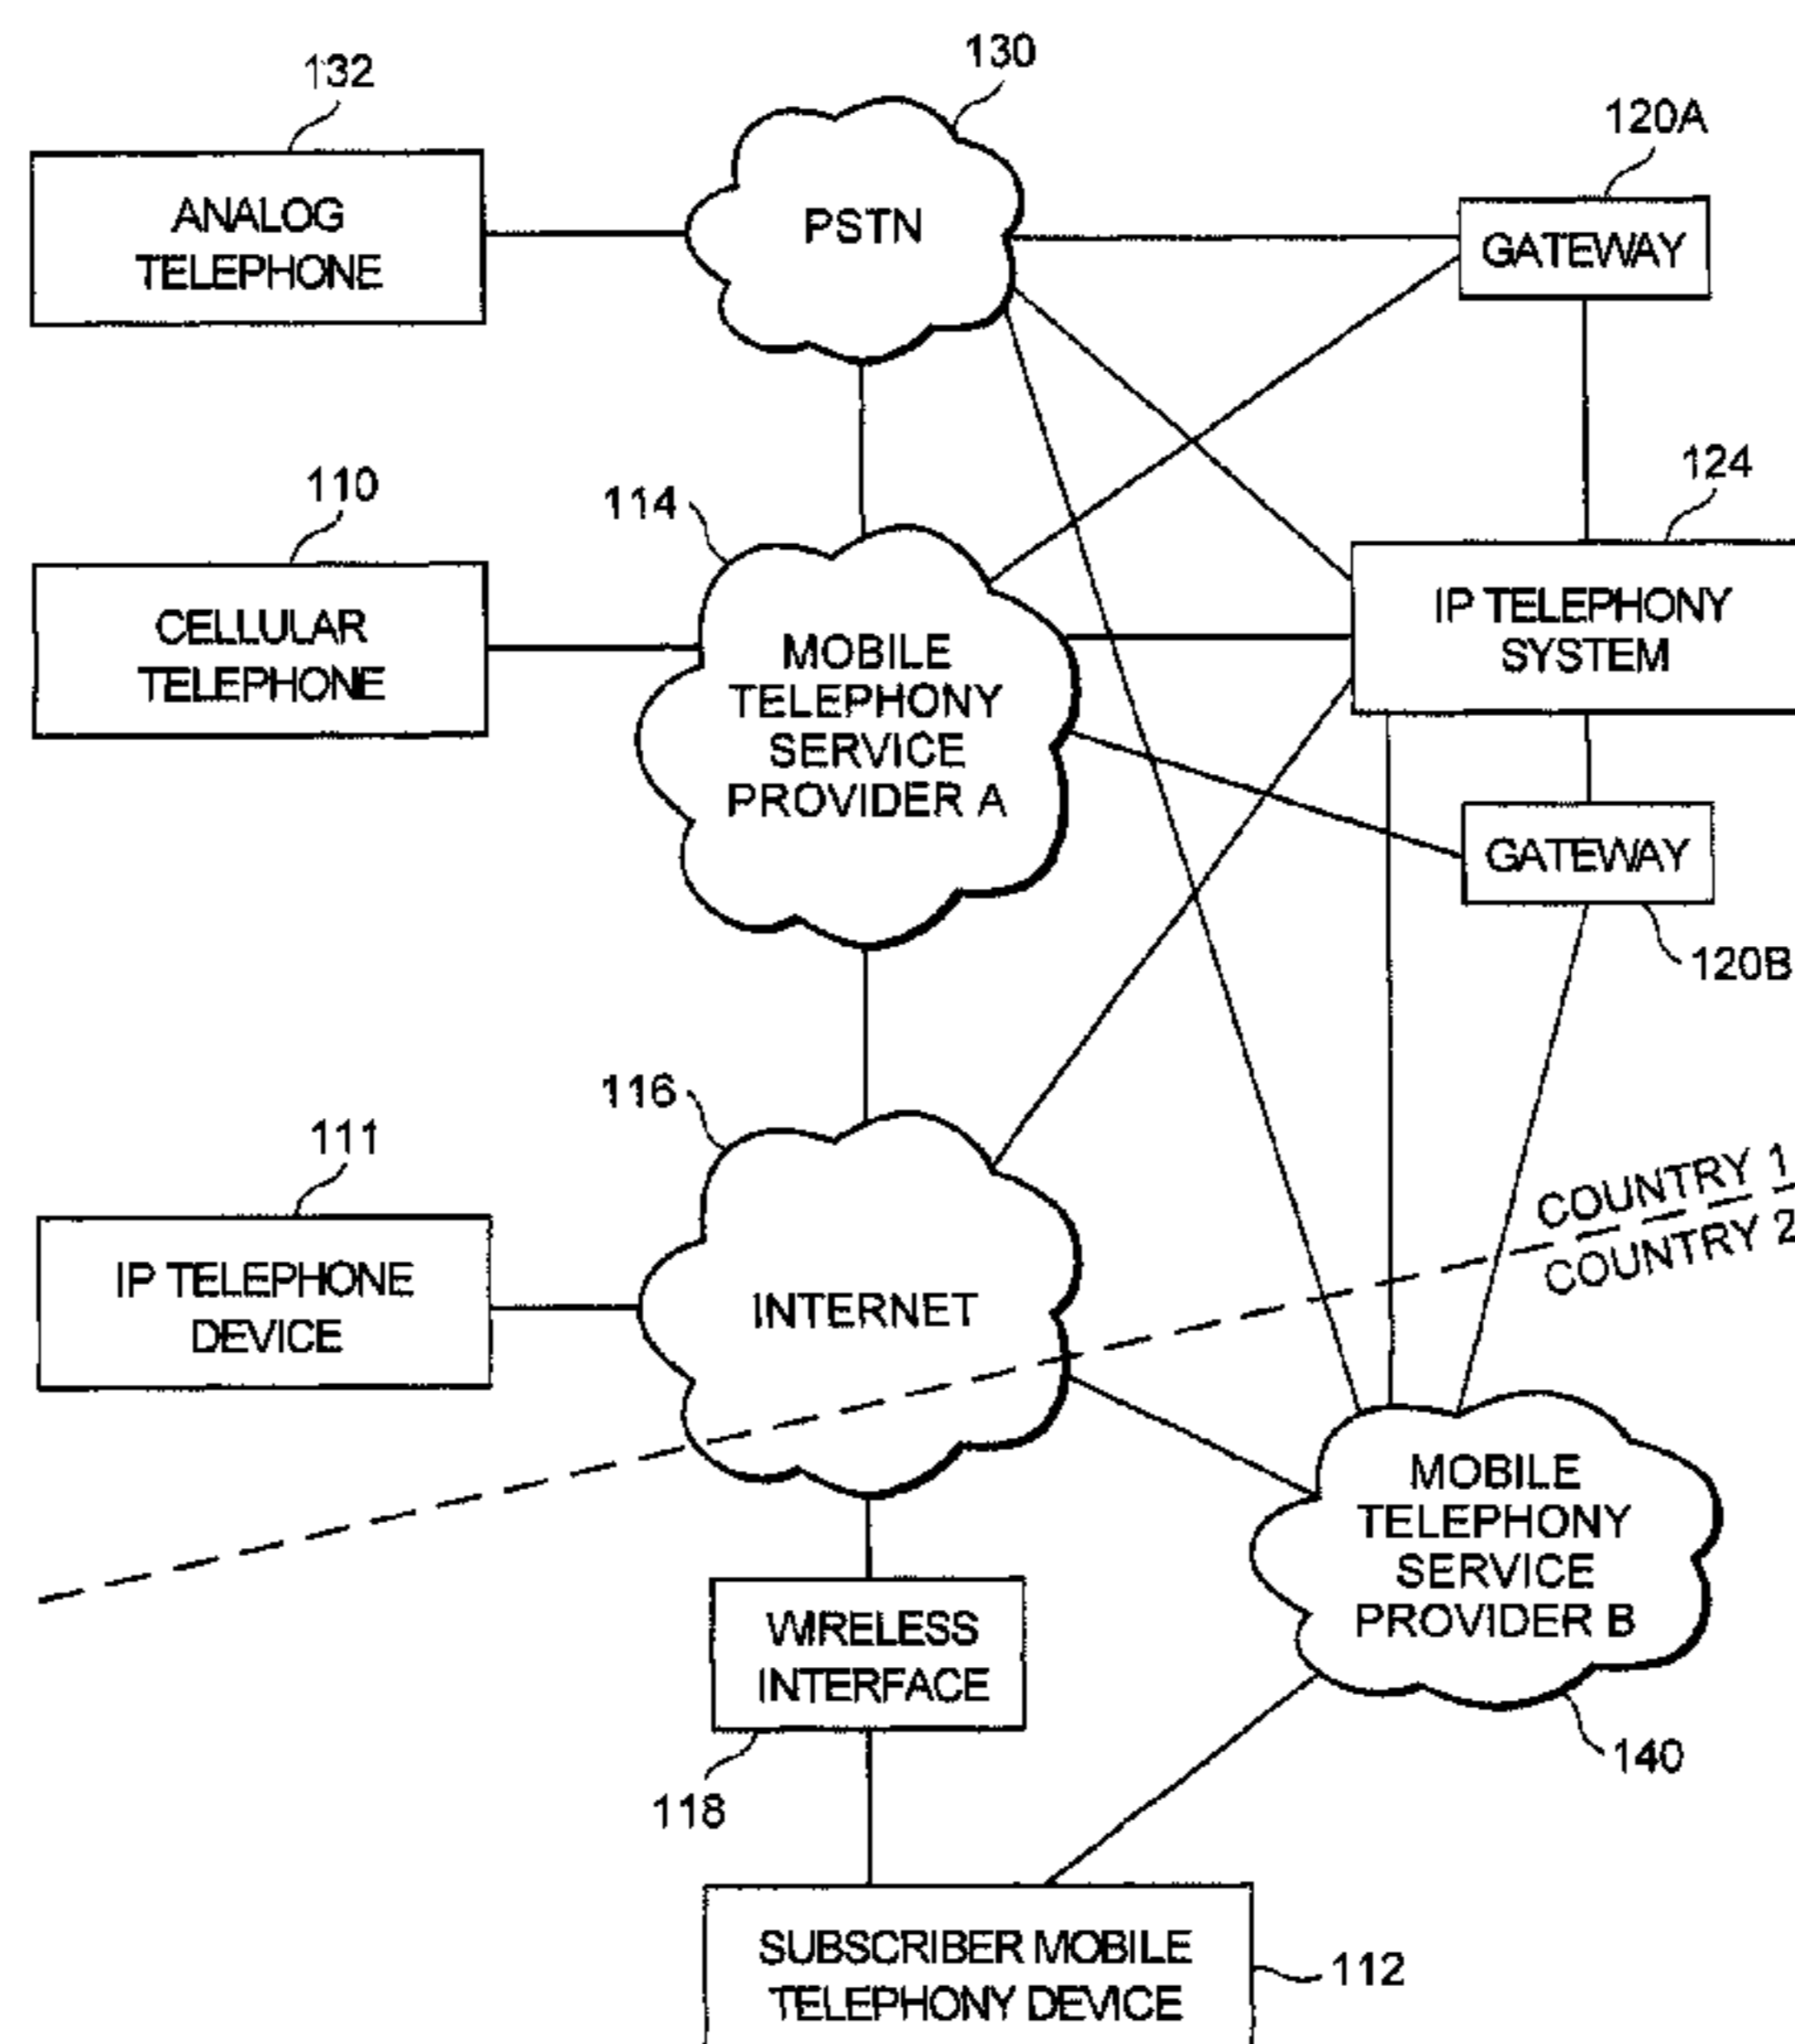 132
130
120A
ANALOG
TELEPHONE
PSTN
GATEWAY
110
114
124
CELLULAR
TELEPHONE
MOBILE
TELEPHONY
SERVICE
PROVIDER A
IP TELEPHONY
SYSTEM
GATEWAY
120B
116
111
COUNTRY 1
COUNTRY 2
IP TELEPHONE
DEVICE
INTERNET
MOBILE
TELEPHONY
SERVICE
PROVIDER B
WIRELESS
INTERFACE
140
118
SUBSCRIBER MOBILE
TELEPHONY DEVICE
112